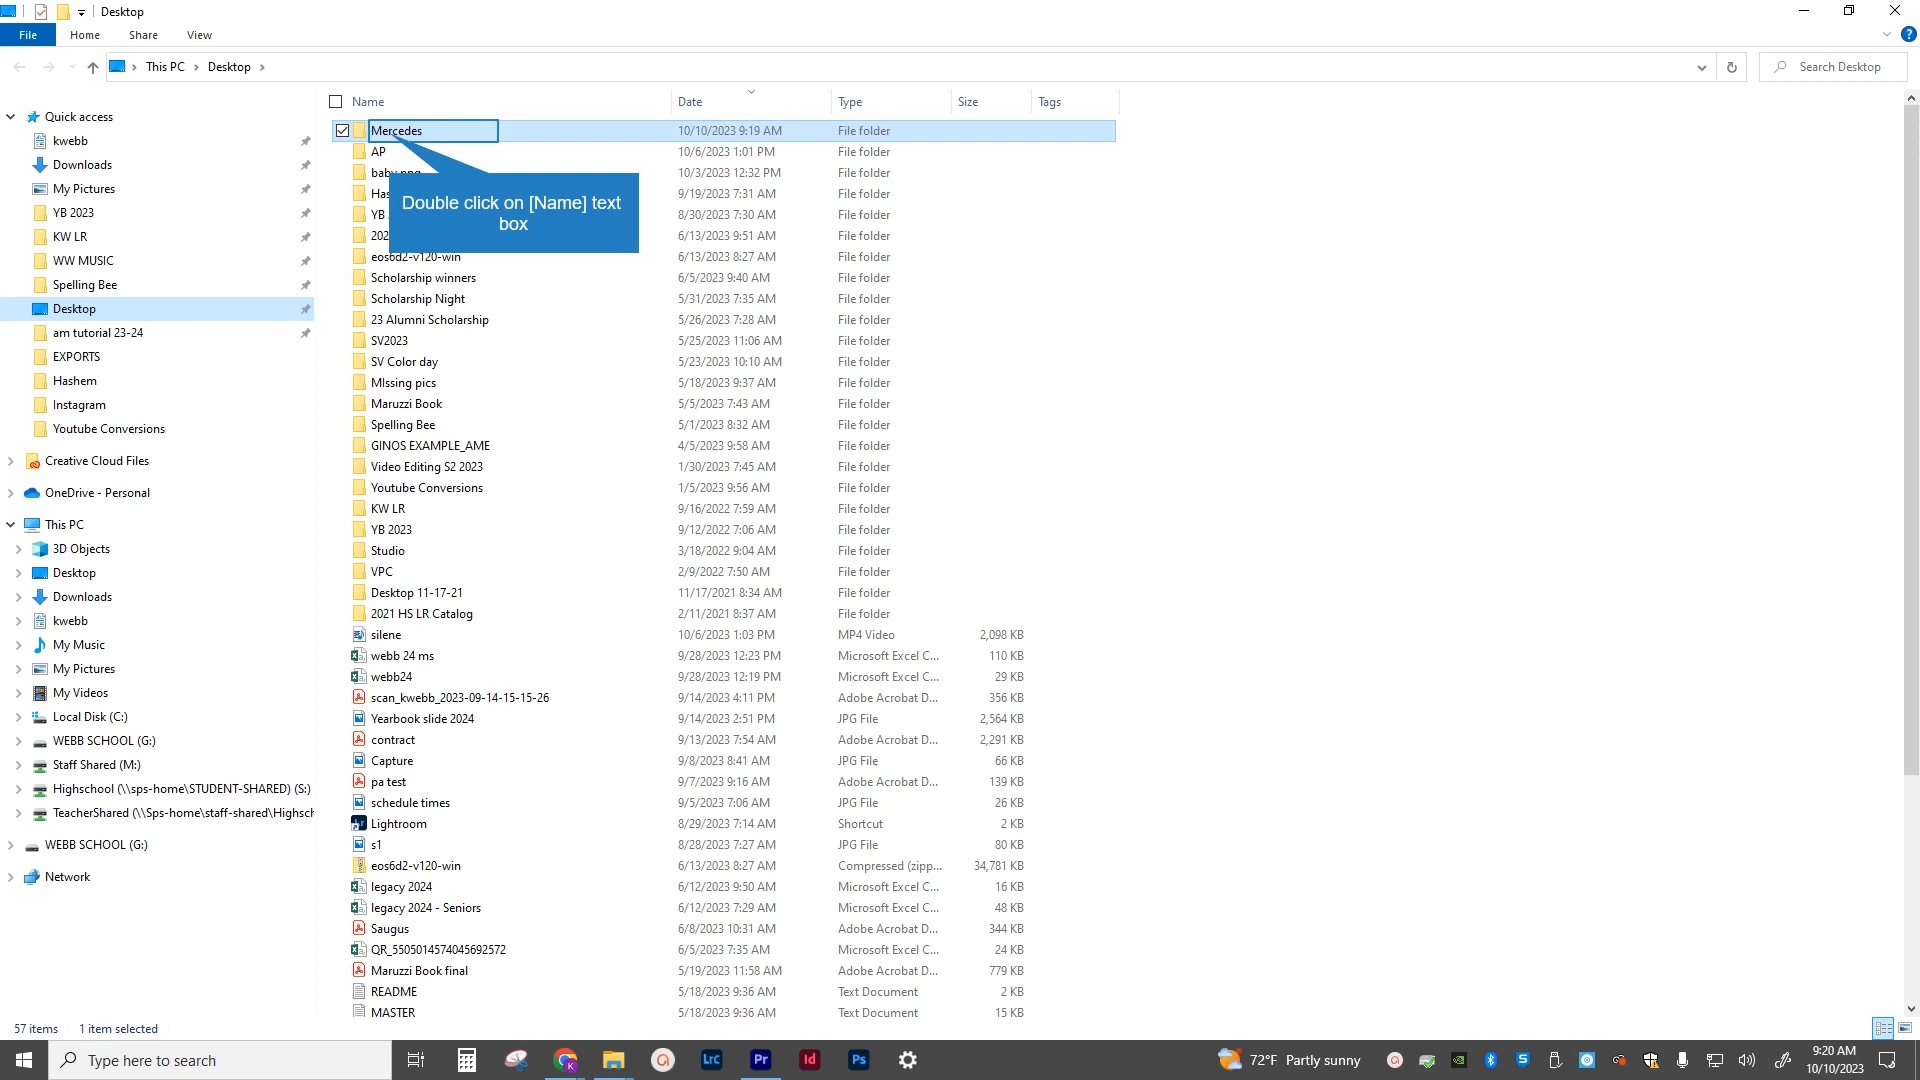 Desktop
File Home Share View
This PC Desktop
Search Desktop
Name Date Type Size Tags
Quick access
kwebb
Downloads
My Pictures
YB 2023
KW LR
WW MUSIC
Spelling Bee
Desktop
am tutorial 23-24
EXPORTS
Hashem
Instagram
Youtube Conversions
Creative Cloud Files
OneDrive - Personal
This PC
3D Objects
Desktop
Downloads
kwebb
My Music
My Pictures
My Videos
Local Disk (C:)
WEBB SCHOOL (G:)
Staff Shared (M:)
Highschool (\\sps-home\STUDENT-SHARED) (S:)
TeacherShared (\\Sps-home\staff-shared\Highsch
WEBB SCHOOL (G:)
Network
Mercedes 10/10/2023 9:19 AM File folder
AP 10/6/2023 1:01 PM File folder
baby png 10/3/2023 12:32 PM File folder
Has 9/19/2023 7:31 AM File folder
YB 8/30/2023 7:30 AM File folder
202 6/13/2023 9:51 AM File folder
Double click on [Name] text
box
eos6d2-v120-win 6/13/2023 8:27 AM File folder
Scholarship winners 6/5/2023 9:40 AM File folder
Scholarship Night 5/31/2023 7:35 AM File folder
23 Alumni Scholarship 5/26/2023 7:28 AM File folder
SV2023 5/25/2023 11:06 AM File folder
SV Color day 5/23/2023 10:10 AM File folder
MIssing pics 5/18/2023 9:37 AM File folder
Maruzzi Book 5/5/2023 7:43 AM File folder
Spelling Bee 5/1/2023 8:32 AM File folder
GINOS EXAMPLE_AME 4/5/2023 9:58 AM File folder
Video Editing S2 2023 1/30/2023 7:45 AM File folder
Youtube Conversions 1/5/2023 9:56 AM File folder
KW LR 9/16/2022 7:59 AM File folder
YB 2023 9/12/2022 7:06 AM File folder
Studio 3/18/2022 9:04 AM File folder
VPC 2/9/2022 7:50 AM File folder
Desktop 11-17-21 11/17/2021 8:34 AM File folder
2021 HS LR Catalog 2/11/2021 8:37 AM File folder
silene 10/6/2023 1:03 PM MP4 Video 2,098 KB
webb 24 ms 9/28/2023 12:23 PM Microsoft Excel C... 110 KB
webb24 9/28/2023 12:19 PM Microsoft Excel C... 29 KB
scan_kwebb_2023-09-14-15-15-26 9/14/2023 4:11 PM Adobe Acrobat D... 356 KB
Yearbook slide 2024 9/14/2023 2:51 PM JPG File 2,564 KB
contract 9/13/2023 7:54 AM Adobe Acrobat D... 2,291 KB
Capture 9/8/2023 8:41 AM JPG File 66 KB
pa test 9/7/2023 9:16 AM Adobe Acrobat D... 139 KB
schedule times 9/5/2023 7:06 AM JPG File 26 KB
Lightroom 8/29/2023 7:14 AM Shortcut 2 KB
s1 8/28/2023 7:27 AM JPG File 80 KB
eos6d2-v120-win 6/13/2023 8:27 AM Compressed (zipp... 34,781 KB
legacy 2024 6/12/2023 9:50 AM Microsoft Excel C... 16 KB
legacy 2024 - Seniors 6/12/2023 7:29 AM Microsoft Excel C... 48 KB
Saugus 6/8/2023 10:31 AM Adobe Acrobat D... 344 KB
QR_5505014574045692572 6/5/2023 7:35 AM Microsoft Excel C... 24 KB
Maruzzi Book final 5/19/2023 11:58 AM Adobe Acrobat D... 779 KB
README 5/18/2023 9:36 AM Text Document 2 KB
MASTER 5/18/2023 9:36 AM Text Document 15 KB
57 items 1 item selected
Type here to search
K
LrC
Pr
Id
Ps
72°F Partly sunny
9:20 AM
10/10/2023